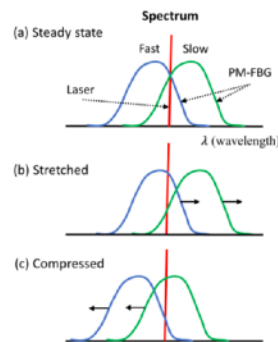 Spectrum
(a) Steady state
Fast Slow
Laser
PM-FBG
λ (wavelength)
(b) Stretched
(c) Compressed